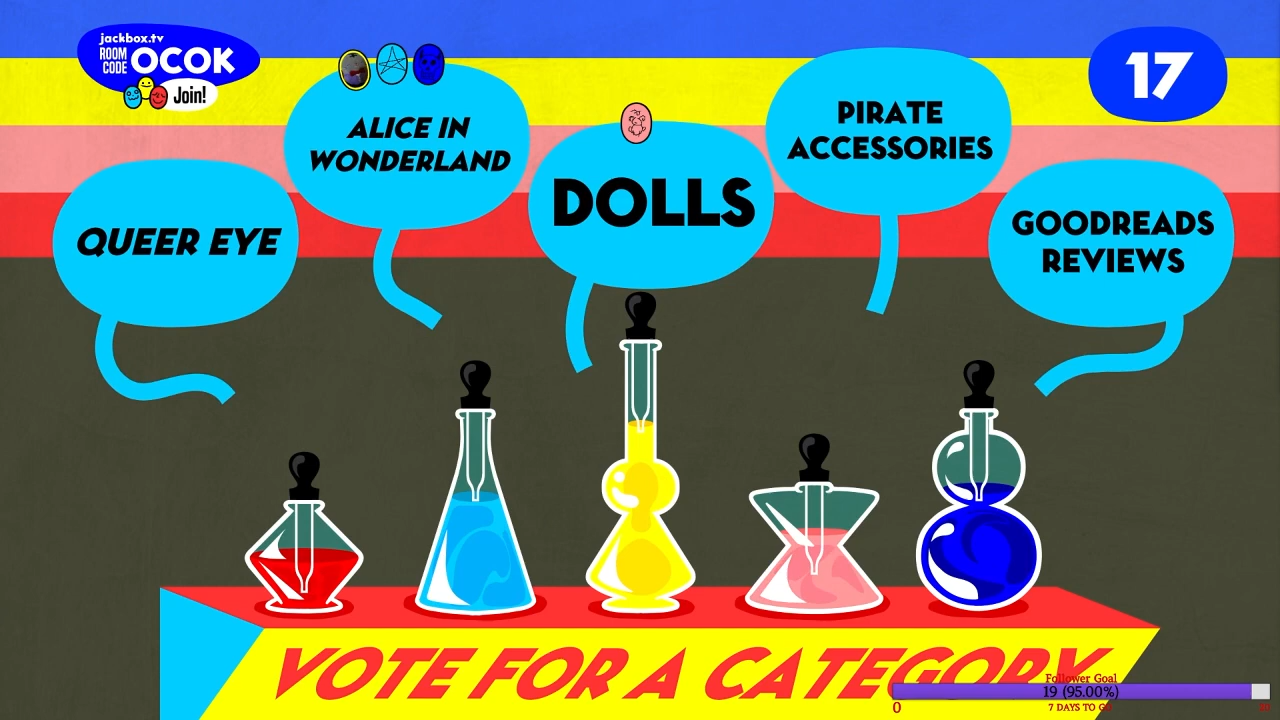 jackbox.tv
ROOM
CODE
OCOK
Join!
17
QUEER EYE
ALICE IN
WONDERLAND
DOLLS
PIRATE
ACCESSORIES
GOODREADS
REVIEWS
VOTE FOR A CATEGORY
Follower Goal
19 (95.00%)
0
7 DAYS TO GO
20